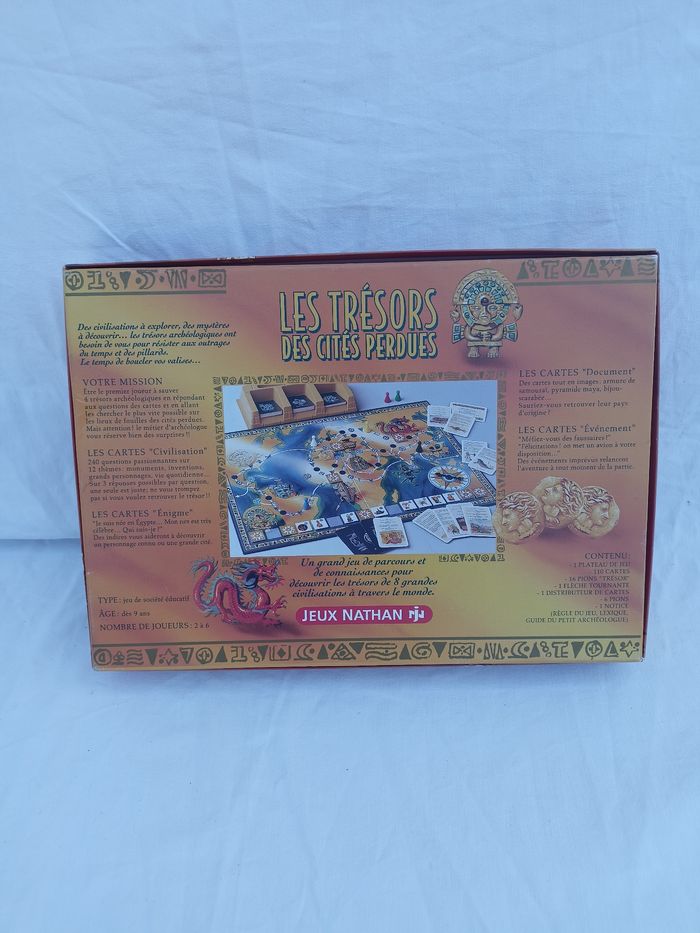 LES TRÉSORS
DES CITÉS PERDUES
Des civilisations à explorer, des mystères
à découvrir... les trésors archéologiques ont
besoin de vous pour résister aux outrages
du temps et des pillards.
Le temps de boucler vos valises...
VOTRE MISSION
Etre le premier joueur à sauver
4 trésors archéologiques en répondant
aux questions des cartes et en allant
les chercher le plus vite possible sur
les lieux de fouilles des cités perdues.
Mais attention ! le métier d'archéologue
vous réserve bien des surprises !!
LES CARTES "Civilisation"
240 questions passionnantes sur
12 thèmes: monuments, inventions,
grands personnages, vie quotidienne...
Sur 3 réponses possibles par question,
une seule est juste; ne vous trompez
pas si vous voulez retrouver le trésor !!
LES CARTES "Énigme"
"Je suis née en Égypte... Mon nez est très
célèbre... Qui suis-je ?"
Des indices vous aideront à découvrir
un personnage connu ou une grande cité.
TYPE : jeu de société éducatif
ÂGE : dès 9 ans
NOMBRE DE JOUEURS : 2 à 6
Un grand jeu de parcours et
de connaissances pour
découvrir les trésors de 8 grandes
civilisations à travers le monde.
JEUX NATHAN
LES CARTES "Document"
Des cartes tout en images: armure de
samouraï, pyramide maya, bijou-
scarabée...
Saurez-vous retrouver leur pays
d'origine ?
LES CARTES "Événement"
"Méfiez-vous des faussaires !"
"Félicitations ! on met un avion à votre
disposition..."
Des événements imprévus relancent
l'aventure à tout moment de la partie.
CONTENU:
- 1 PLATEAU DE JEU
- 110 CARTES
- 16 PIONS "TRÉSOR"
- 1 FLÈCHE TOURNANTE
- 1 DISTRIBUTEUR DE CARTES
- 6 PIONS
- 1 NOTICE
(RÈGLE DU JEU, LEXIQUE,
GUIDE DU PETIT ARCHÉOLOGUE)